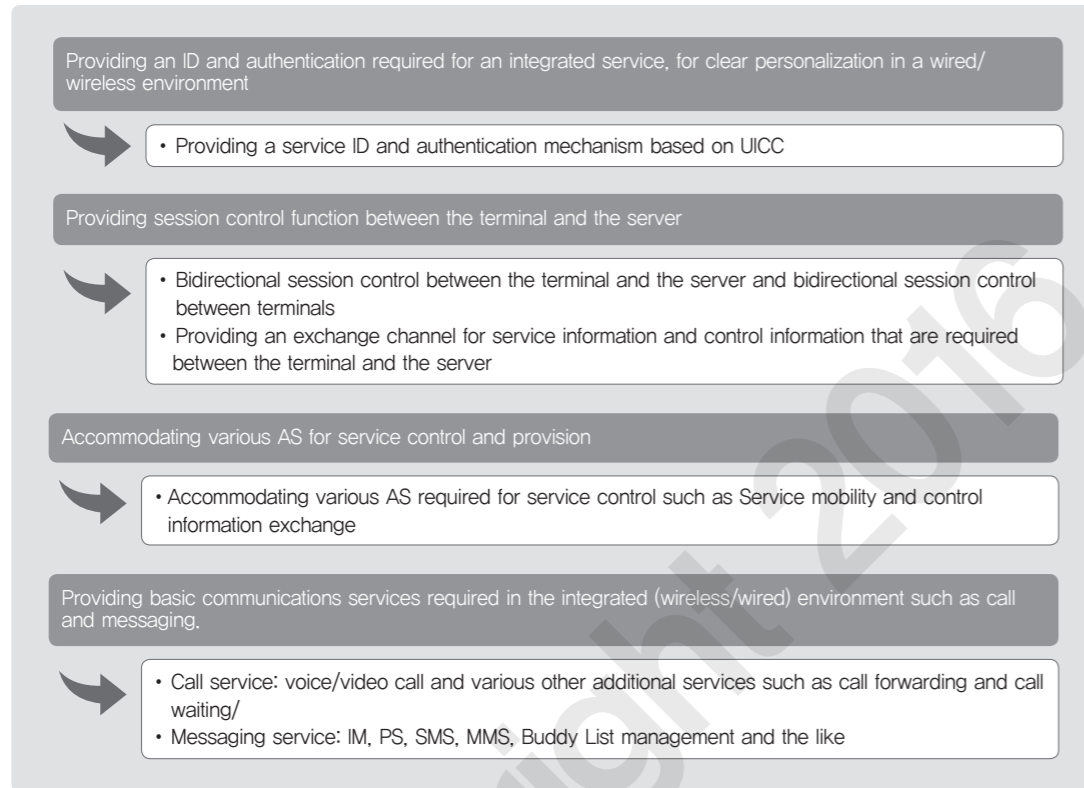 Providing an ID and authentication required for an integrated service, for clear personalization in a wired/
wireless environment
• Providing a service ID and authentication mechanism based on UICC
Providing session control function between the terminal and the server
• Bidirectional session control between the terminal and the server and bidirectional session control
between terminals
• Providing an exchange channel for service information and control information that are required
between the terminal and the server
Accommodating various AS for service control and provision
• Accommodating various AS required for service control such as Service mobility and control
information exchange
Providing basic communications services required in the integrated (wireless/wired) environment such as call
and messaging.
• Call service: voice/video call and various other additional services such as call forwarding and call
waiting/
• Messaging service: IM, PS, SMS, MMS, Buddy List management and the like
right 2016